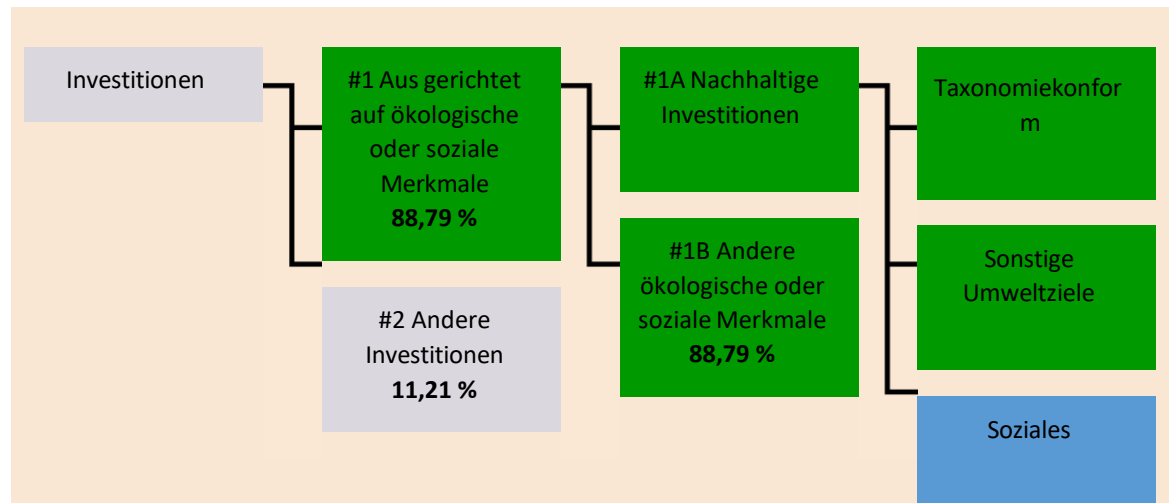 Investitionen
#1 Aus gerichtet
auf ökologische
oder soziale
Merkmale
88,79 %
#2 Andere
Investitionen
11,21 %
#1A Nachhaltige
Investitionen
#1B Andere
ökologische oder
soziale Merkmale
88,79 %
Taxonomiekonfor
m
Sonstige
Umweltziele
Soziales